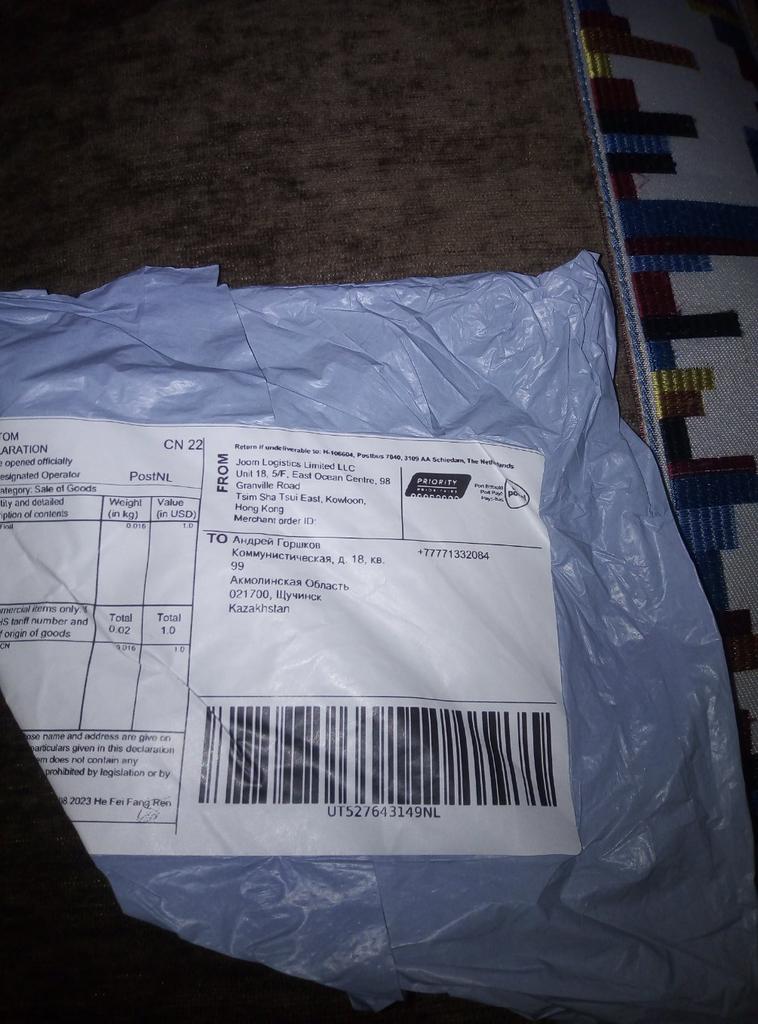 TOM
ARATION
CN 22
e opened officially
esignated Operator
PostNL
ategory: Sale of Goods
tity and detailed
iption of contents
Weight
(in kg)
Value
(in USD)
0.016
1.0
mercial items only,
HS tariff number and
f origin of goods
Total
0.02
Total
1.0
CN
0.016
1.0
ose name and address are give on
particulars given in this declaration
em does not contain any
prohibited by legislation or by
08.2023 He Fei Fang Ren
Return if undeliverable to: H-106604, Postbus 7040, 3109 AA Schiedam, The Netherlands
FROM
Joom Logistics Limited LLC
Unit 18, 5/F, East Ocean Centre, 98
Granville Road
Tsim Sha Tsui East, Kowloon,
Hong Kong
Merchant order ID:
PRIORITY
PRIORITAIRE
Port Betaald
Port Payé
Pays-Bas
TO
Андрей Горшков
Коммунистическая, д. 18, кв.
99
Акмолинская Область
021700, Щучинск
Kazakhstan
+77771332084
UT527643149NL